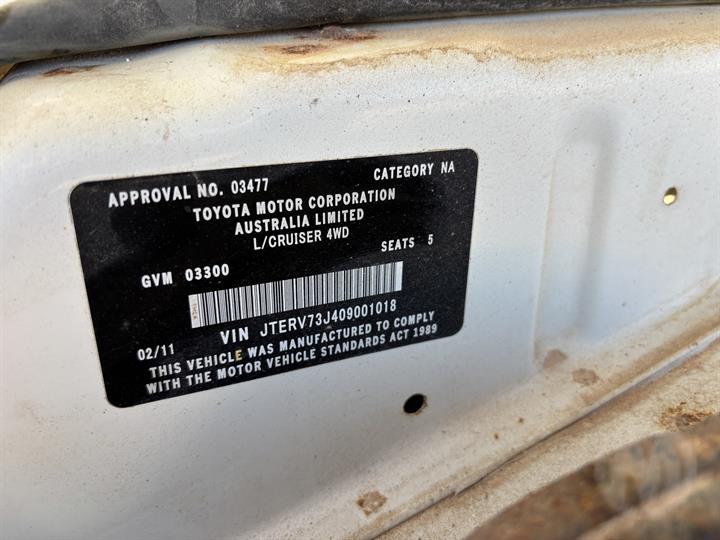 APPROVAL NO. 03477 CATEGORY NA
TOYOTA MOTOR CORPORATION
AUSTRALIA LIMITED
L/CRUISER 4WD
SEATS 5
GVM 03300
VIN JTERV73J409001018
02/11
THIS VEHICLE WAS MANUFACTURED TO COMPLY
WITH THE MOTOR VEHICLE STANDARDS ACT 1989